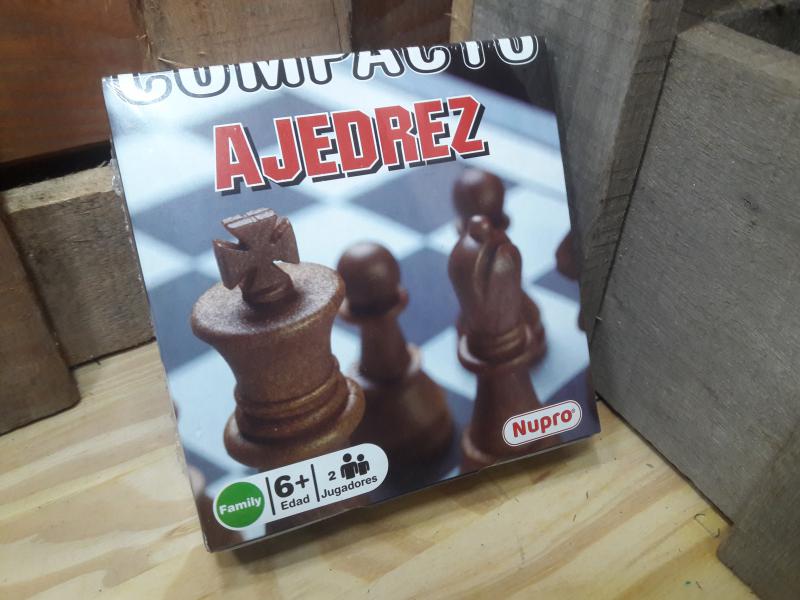 COMPACTO
AJEDREZ
Nupro
Family
6+
Edad
2
Jugadores